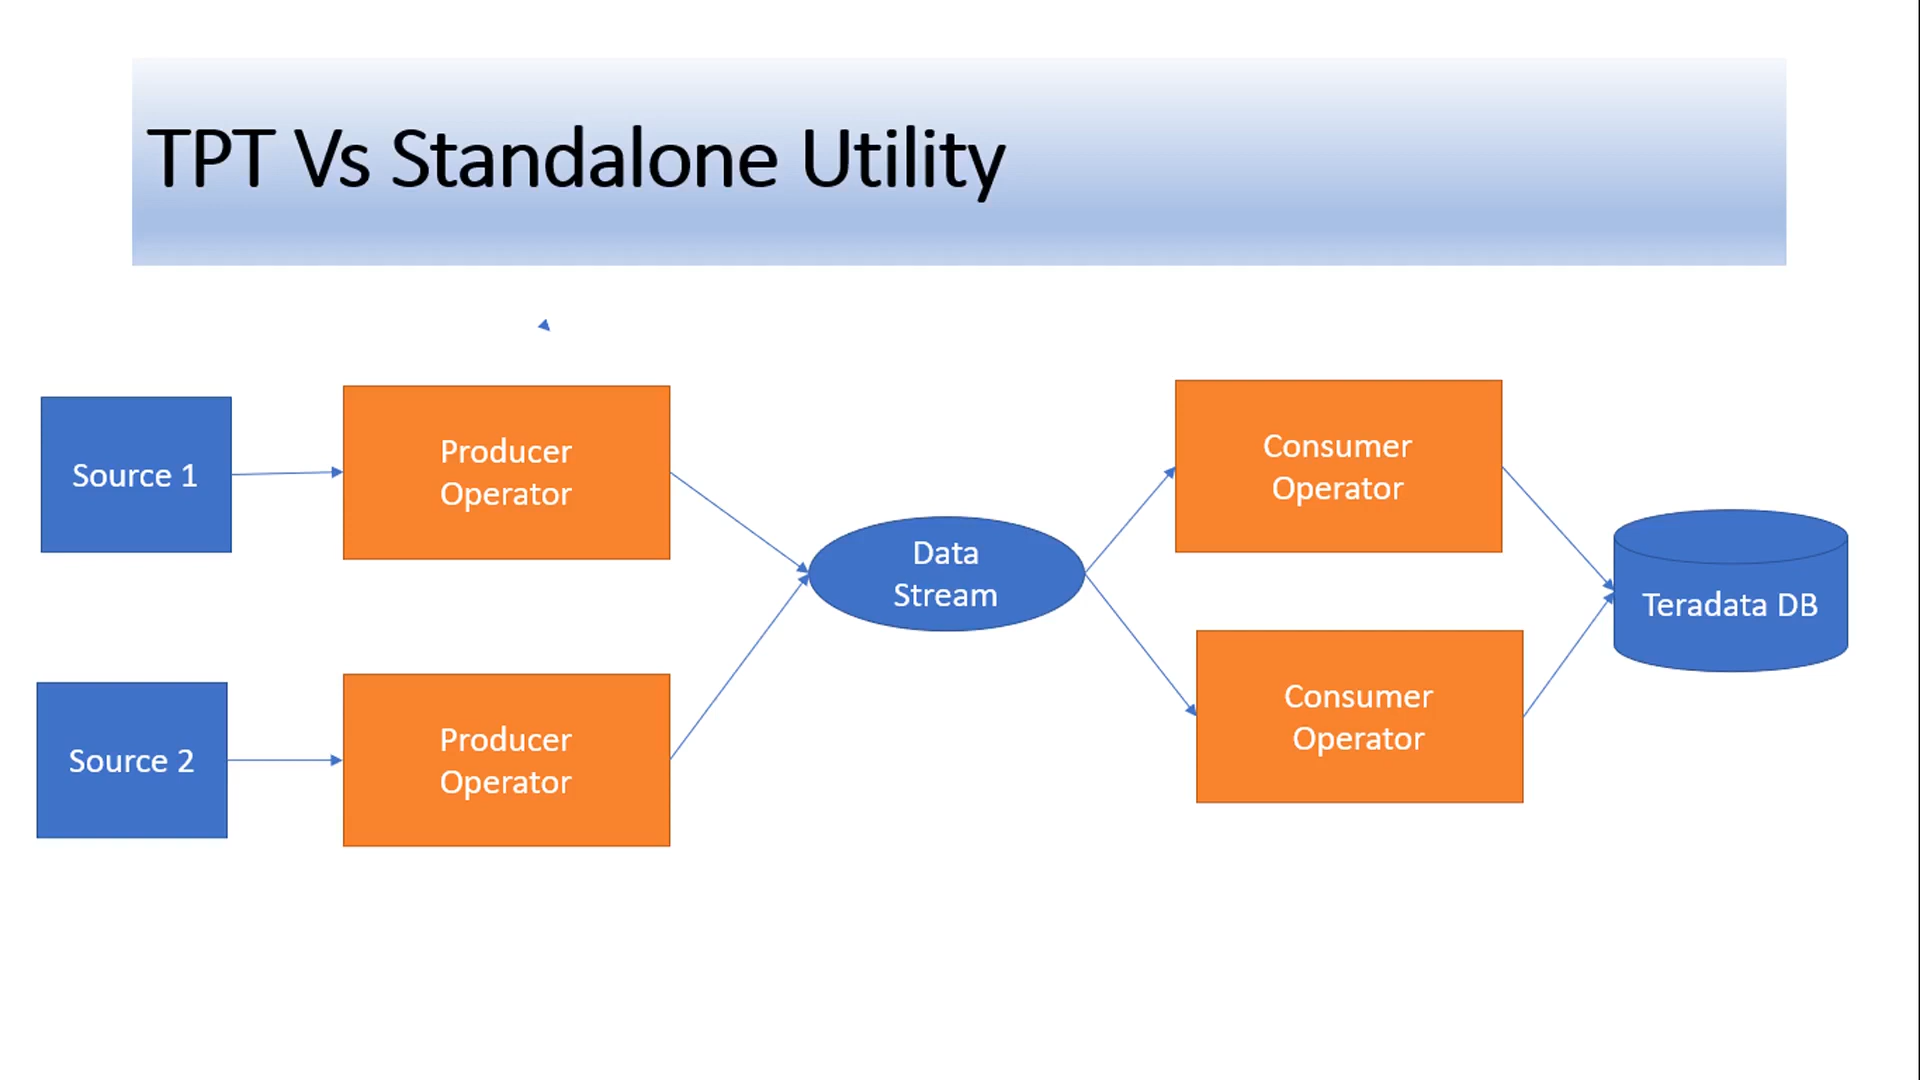 TPT Vs Standalone Utility
Source 1
Producer
Operator
Source 2
Producer
Operator
Data
Stream
Consumer
Operator
Consumer
Operator
Teradata DB